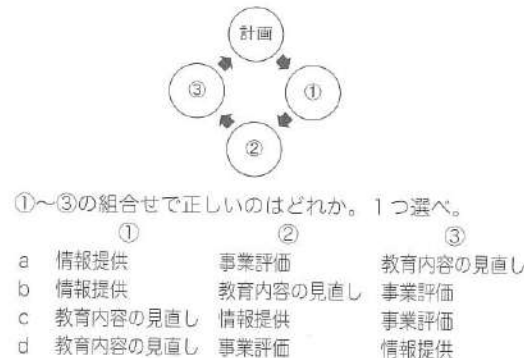 計画
③
①
②
①～③の組合せで正しいのはどれか。1つ選べ。
① ② ③
a 情報提供 事業評価 教育内容の見直し
b 情報提供 教育内容の見直し 事業評価
c 教育内容の見直し 情報提供 事業評価
d 教育内容の見直し 事業評価 情報提供